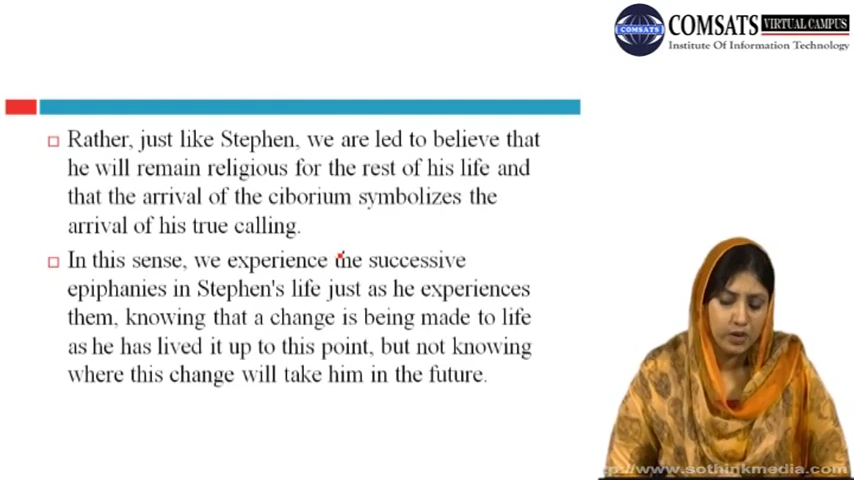 COMSATS
COMSATS VIRTUAL CAMPUS
Institute Of Information Technology
Rather, just like Stephen, we are led to believe that
he will remain religious for the rest of his life and
that the arrival of the ciborium symbolizes the
arrival of his true calling.
In this sense, we experience the successive
epiphanies in Stephen's life just as he experiences
them, knowing that a change is being made to life
as he has lived it up to this point, but not knowing
where this change will take him in the future.
http://www.sothinkmedia.com/